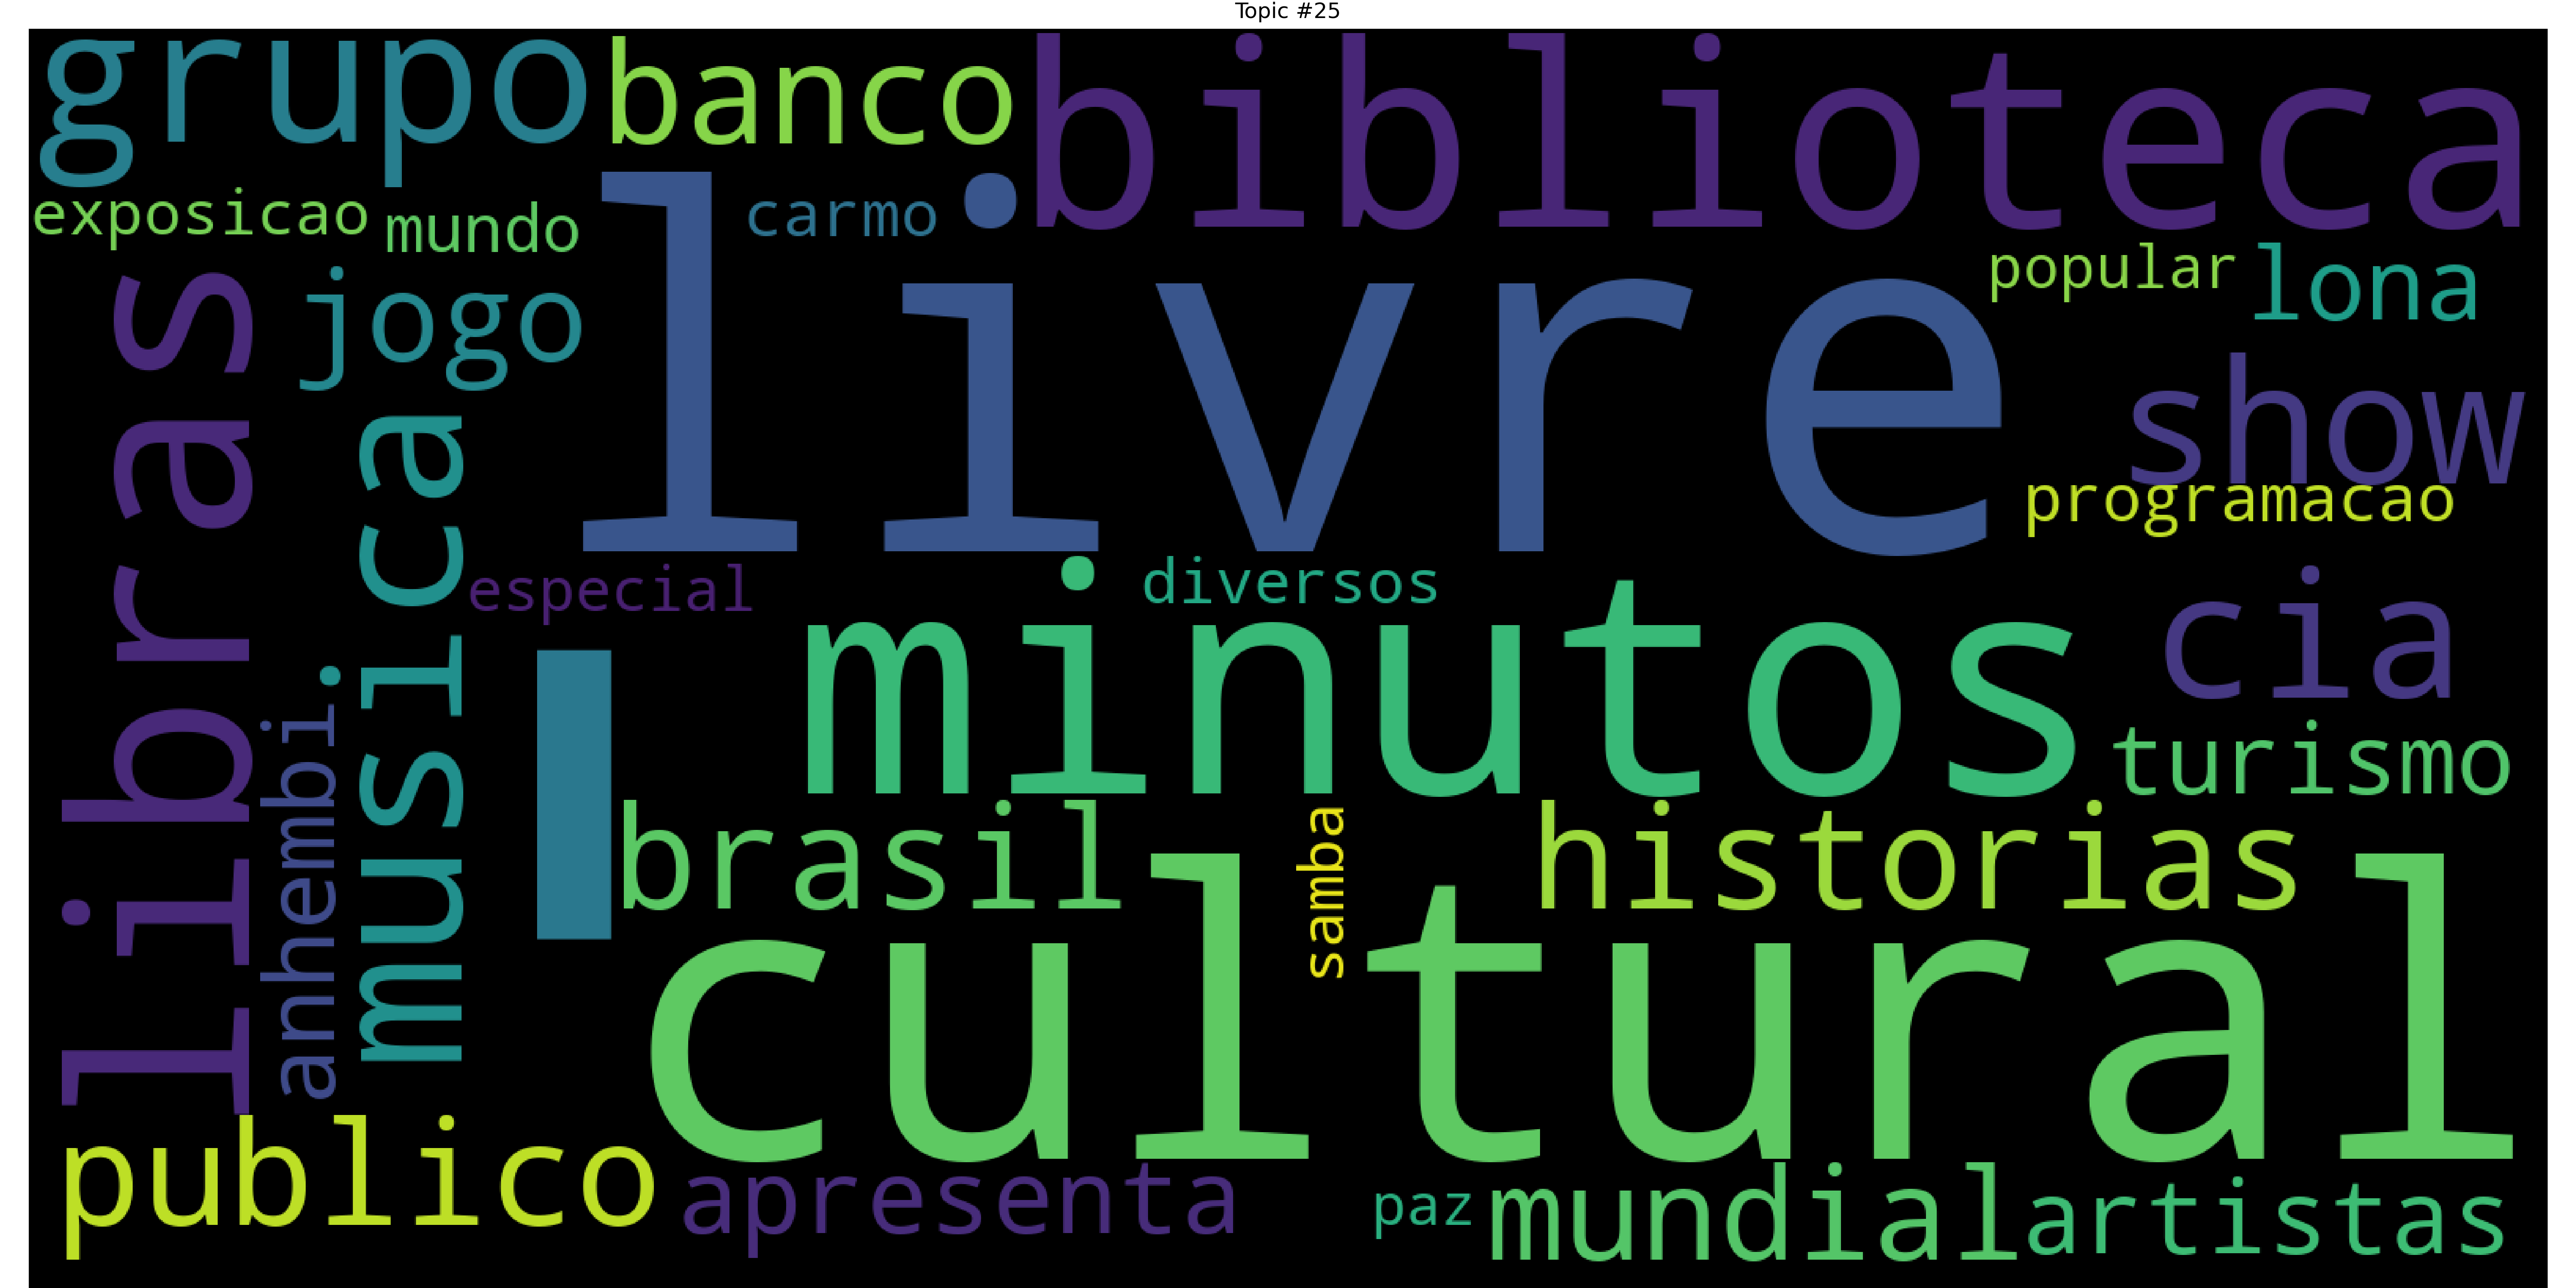 Topic #25
grupo
banco
biblioteca
exposicao
mundo
carmo
livre
popular
lona
jogo
show
libras
musica
programacao
especial
diversos
minutos
cia
anhembi
turismo
brasil
samba
historias
cultural
publico
apresenta
paz
mundial
artistas